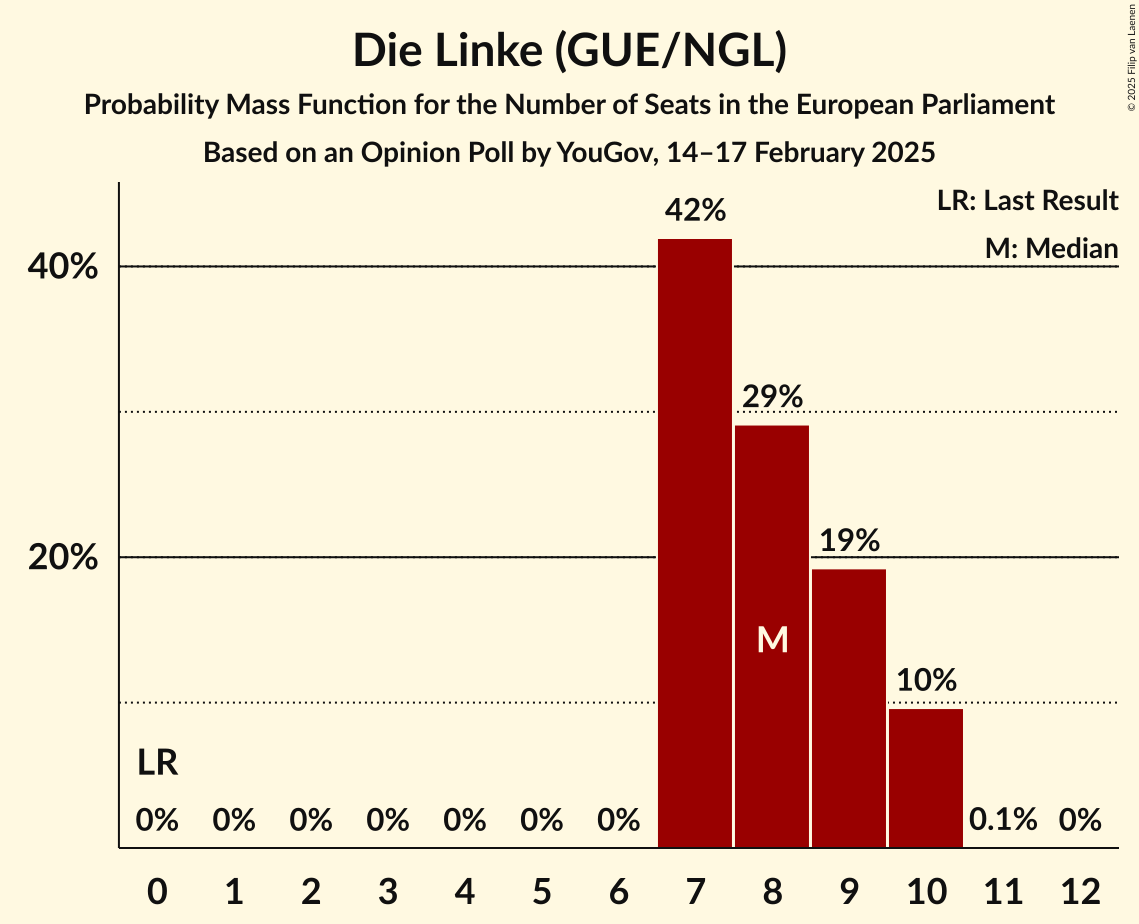 Die Linke (GUE/NGL)
Probability Mass Function for the Number of Seats in the European Parliament
Based on an Opinion Poll by YouGov, 14–17 February 2025
© 2025 Filip van Laenen
LR: Last Result
M: Median
40%
20%
42%
29%
19%
10%
M
LR
0% 0% 0% 0% 0% 0% 0% 0.1% 0%
0 1 2 3 4 5 6 7 8 9 10 11 12